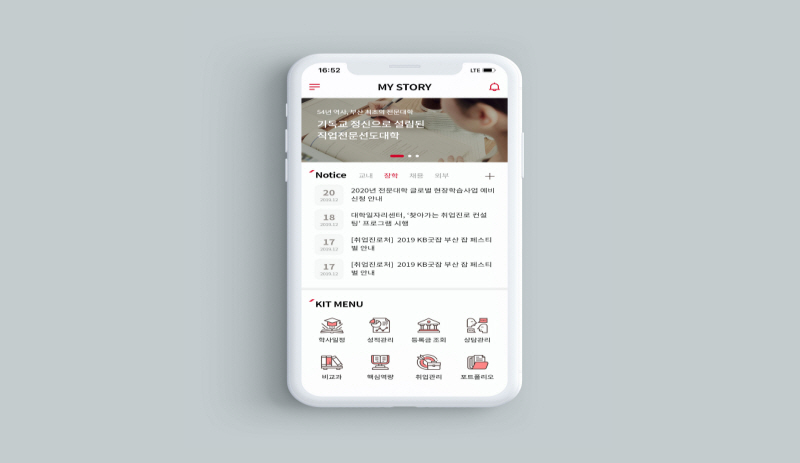 16:52
LTE
MY STORY
54년 역사, 부산 최초의 전문대학
기독교 정신으로 설립된
직업전문선도대학
Notice 교내 장학 채용 외부
20
2019.12
2020년 전문대학 글로벌 현장학습사업 예비
신청 안내
18
2019.12
대학일자리센터, '찾아가는 취업진로 컨설
팅' 프로그램 시행
17
2019.12
[취업진로처] 2019 KB굿잡 부산 잡 페스티
벌 안내
17
2019.12
[취업진로처] 2019 KB굿잡 부산 잡 페스티
벌 안내
KIT MENU
학사일정 성적관리 등록금 조회 상담관리
비교과 핵심역량 취업관리 포트폴리오